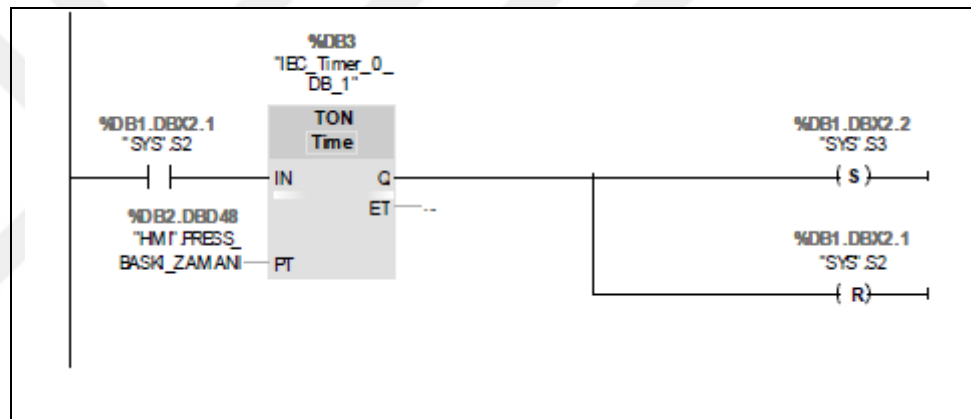 %DB3
"IEC_Timer_0_
DB_1"
TON
Time
%DB1.DBX2.1
"SYS".S2
IN
Q
ET
%DB2.DBD48
"HMI".PRESS_
BASKI_ZAMANI
PT
%DB1.DBX2.2
"SYS".S3
S
%DB1.DBX2.1
"SYS".S2
R